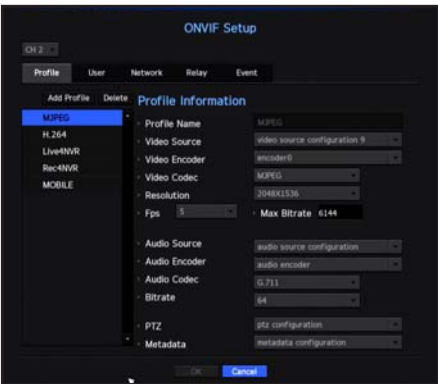 ONVIF Setup
CH 2
Profile User Network Relay Event
Add Profile Delete
MJPEG
H.264
Live4NVR
Rec4NVR
MOBILE
Profile Information
Profile Name MJPEG
Video Source video source configuration 9
Video Encoder encoder0
Video Codec MJPEG
Resolution 2048X1536
Fps 5 Max Bitrate 6144
Audio Source audio source configuration
Audio Encoder audio encoder
Audio Codec G.711
Bitrate 64
PTZ ptz configuration
Metadata metadata configuration
OK Cancel